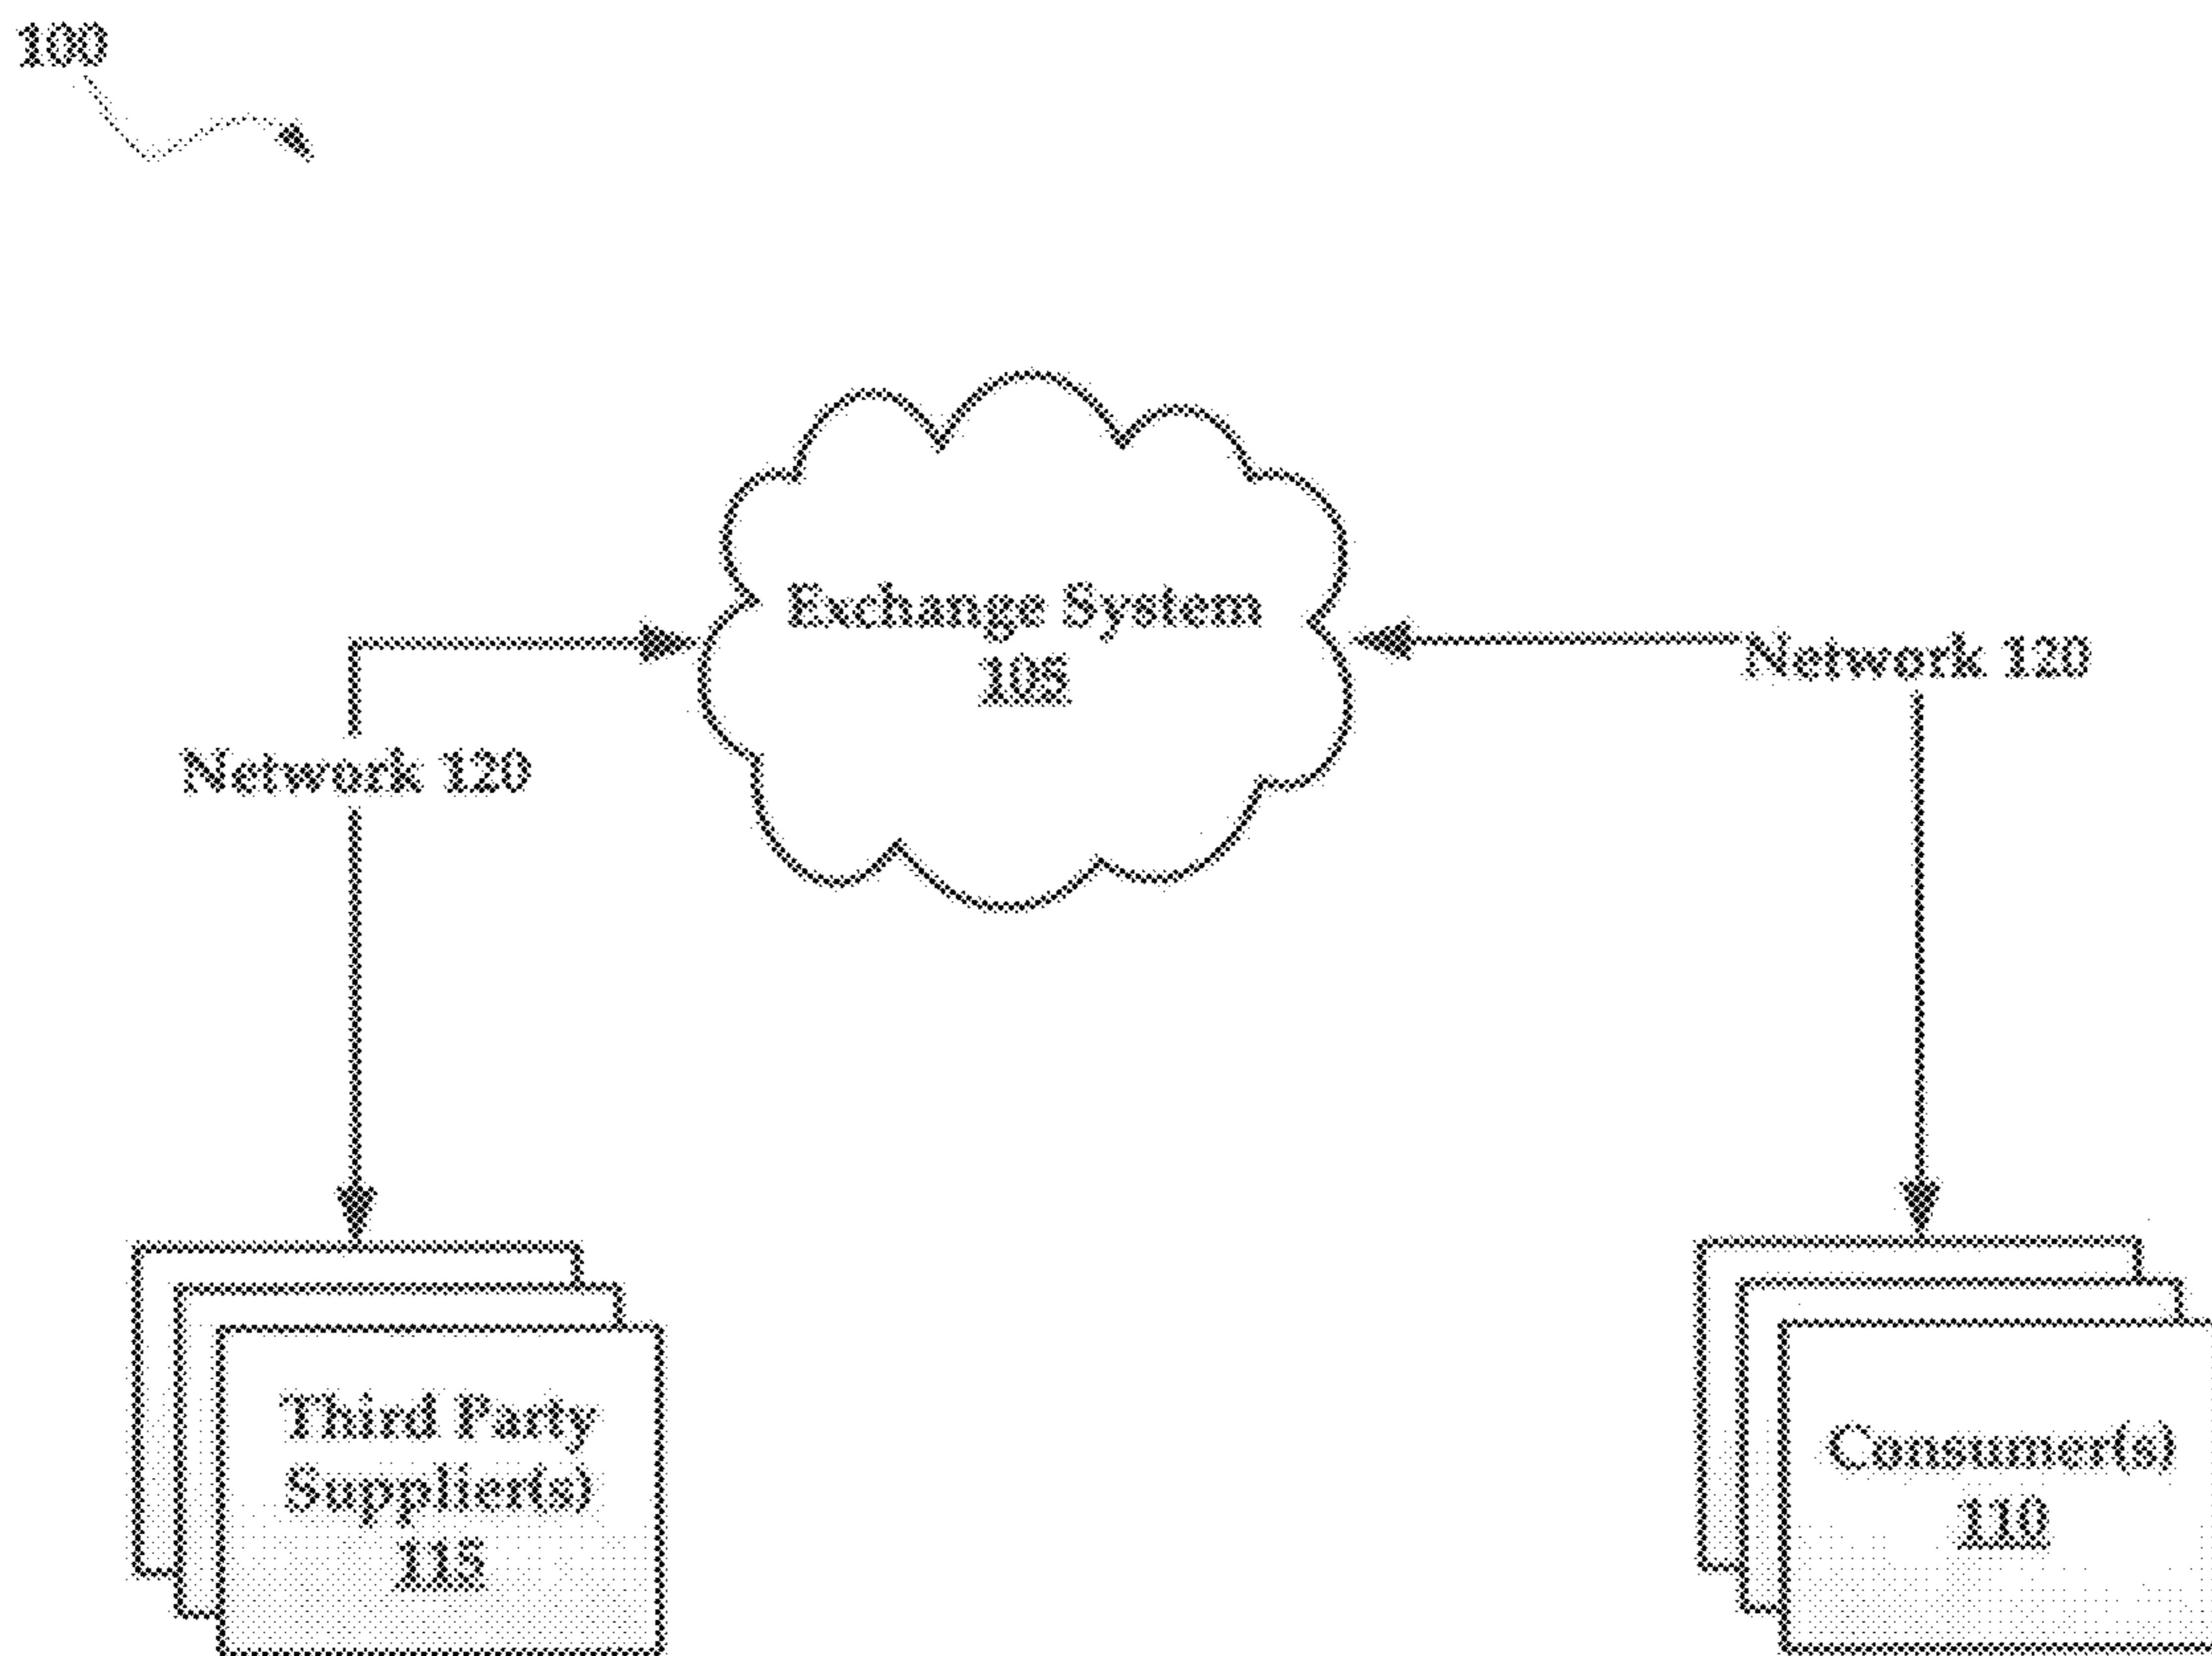 100
Exchange System
105
Network 120
Network 120
Third Party
Supplier(s)
115
Consumer(s)
110